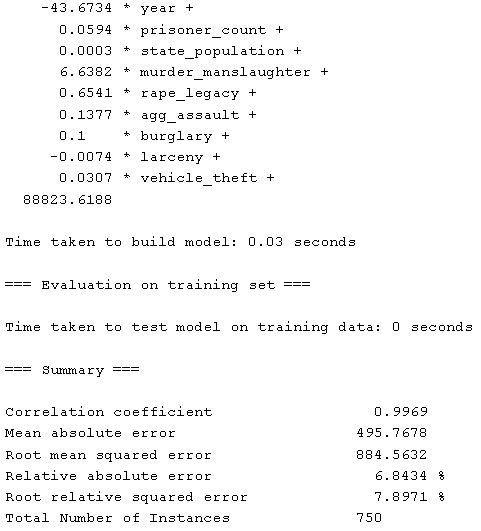 -43.6734 * year +
0.0594 * prisoner_count +
0.0003 * state_population +
6.6382 * murder_manslaughter +
0.6541 * rape_legacy +
0.1377 * agg_assault +
0.1    * burglary +
-0.0074 * larceny +
0.0307 * vehicle_theft +
88823.6188
Time taken to build model: 0.03 seconds
=== Evaluation on training set ===
Time taken to test model on training data: 0 seconds
=== Summary ===
Correlation coefficient                  0.9969
Mean absolute error                    495.7678
Root mean squared error                884.5632
Relative absolute error                  6.8434 %
Root relative squared error              7.8971 %
Total Number of Instances              750